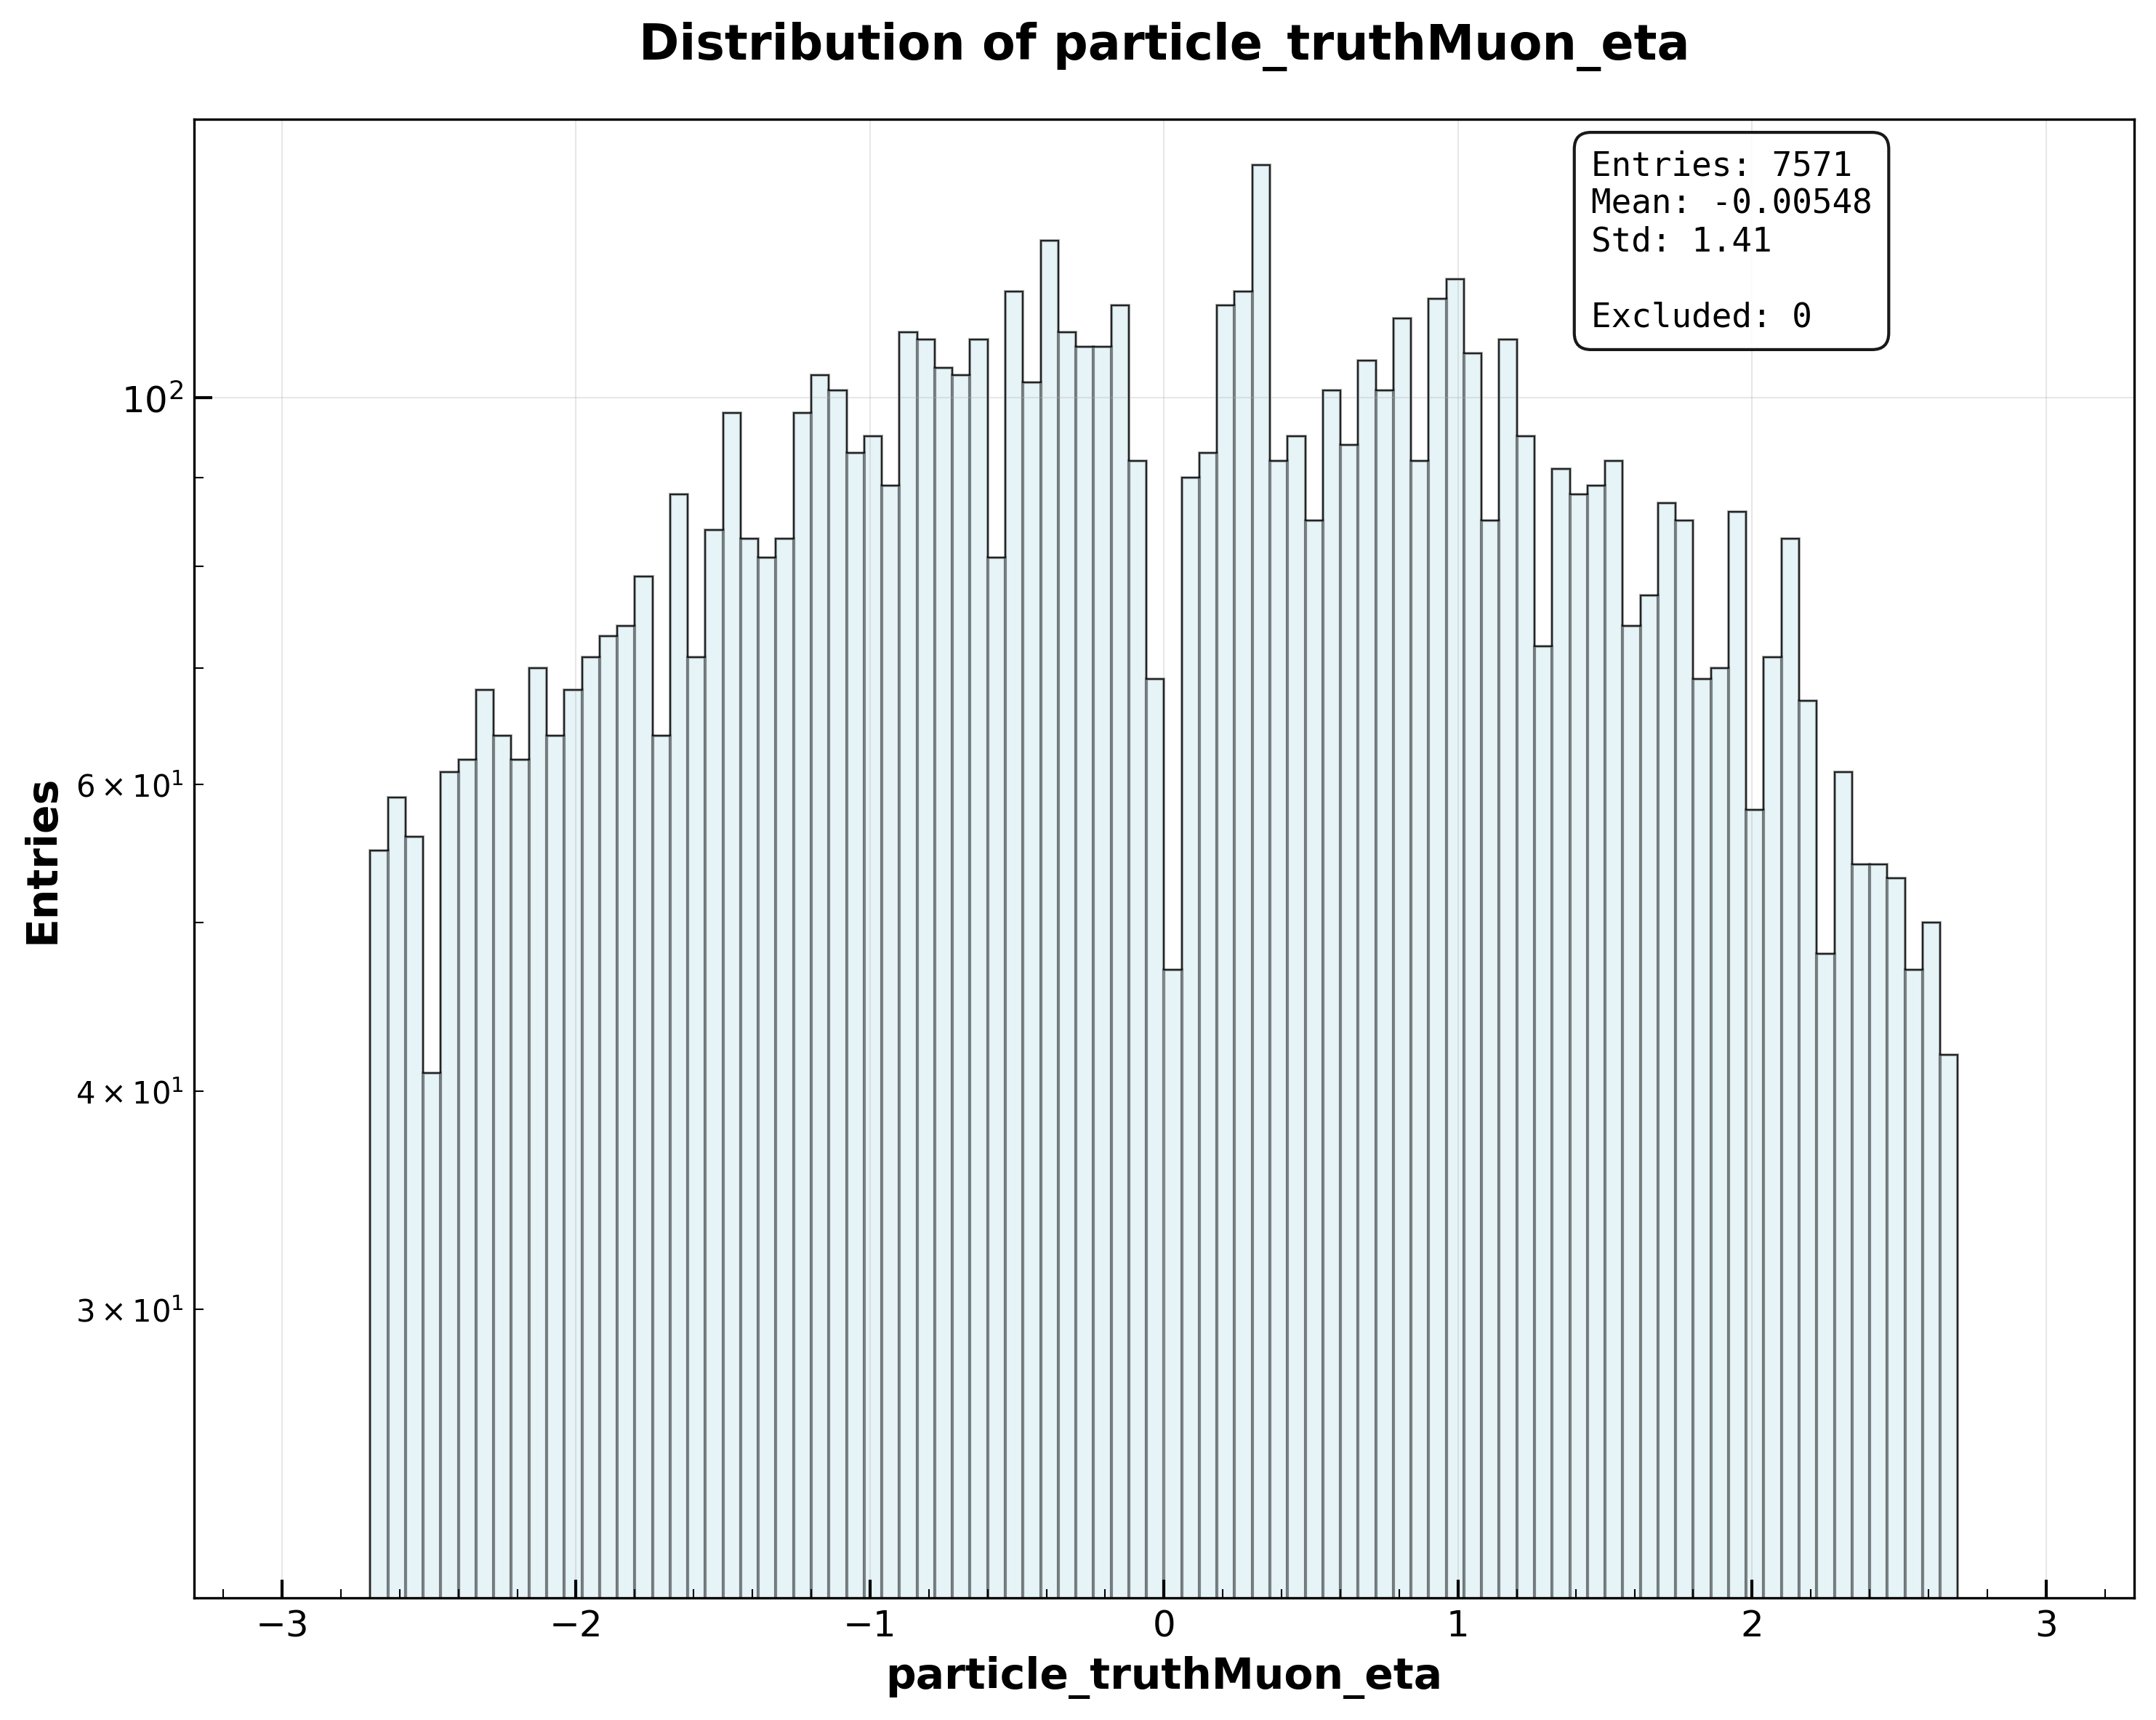 Distribution of particle_truthMuon_eta
Entries: 7571
Mean: -0.00548
Std: 1.41
Excluded: 0
10²
6 × 10¹
4 × 10¹
3 × 10¹
Entries
−3 −2 −1 0 1 2 3
particle_truthMuon_eta